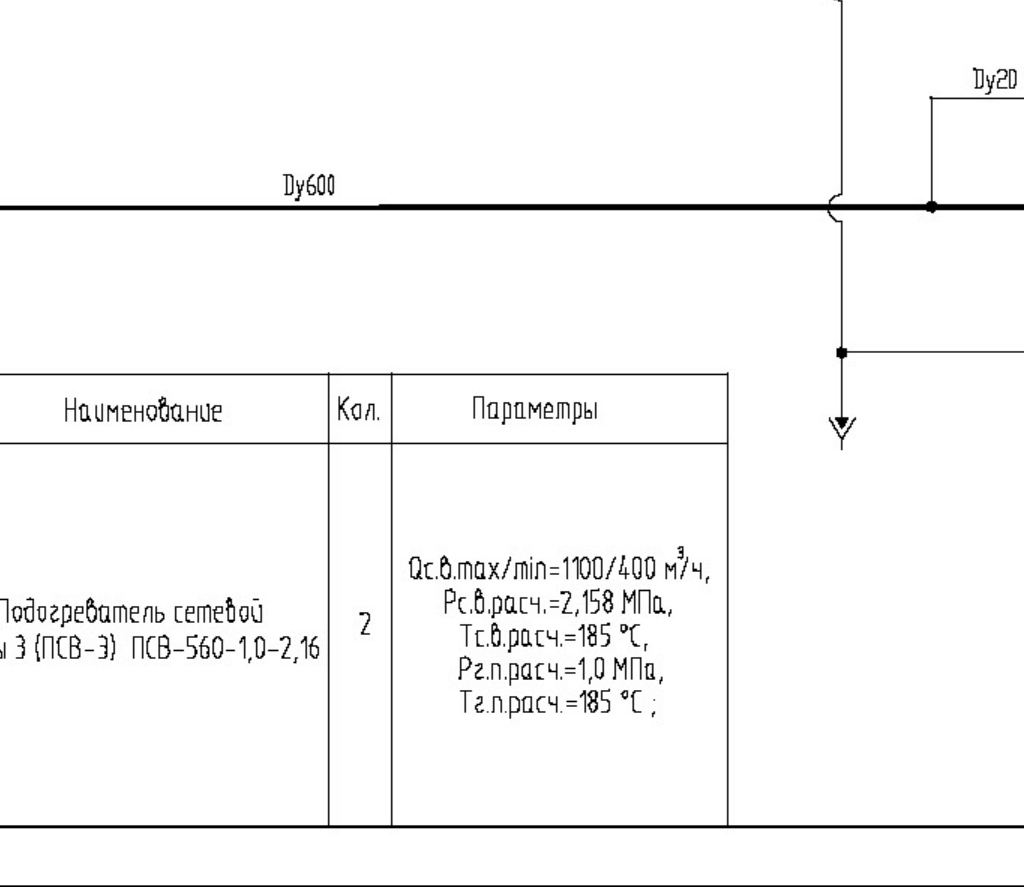 Dy20
Dy600
Наименование
Кол.
Параметры
Подогреватель сетевой
ы 3 (ПСВ-3) ПСВ-560-1,0-2,16
2
Qс.в.max/min=1100/400 м³/ч,
Рс.в.расч.=2,158 МПа,
Тс.в.расч.=185 °С,
Рг.п.расч.=1,0 МПа,
Тг.п.расч.=185 °С ;